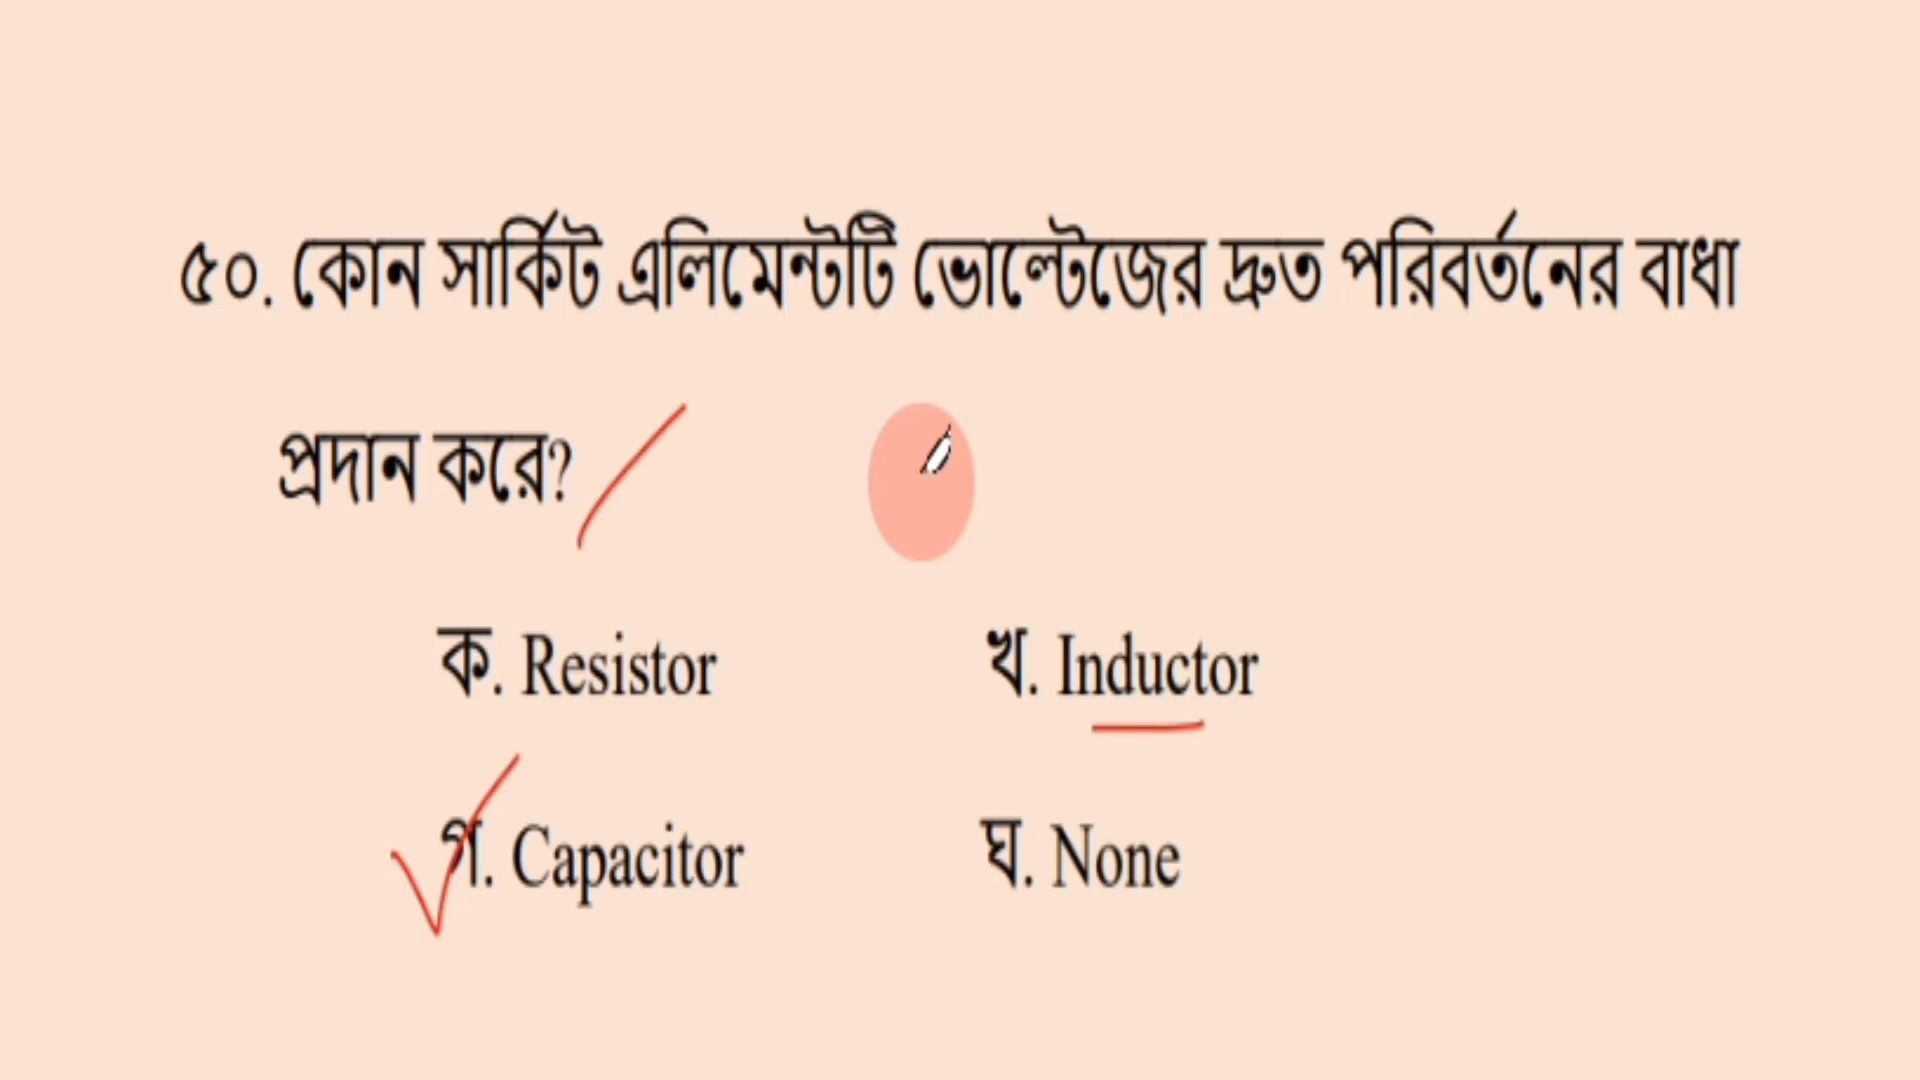 ৫০. কোন সার্কিট এলিমেন্টটি ভোল্টেজের দ্রুত পরিবর্তনের বাধা
প্রদান করে?
ক. Resistor খ. Inductor
গ. Capacitor ঘ. None